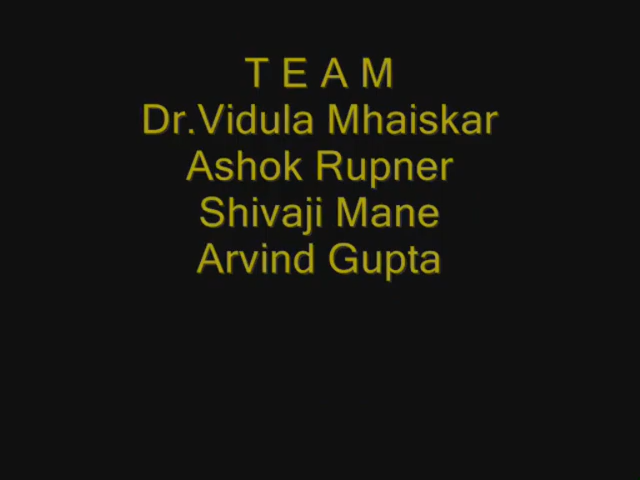 T E A M
Dr.Vidula Mhaiskar
Ashok Rupner
Shivaji Mane
Arvind Gupta